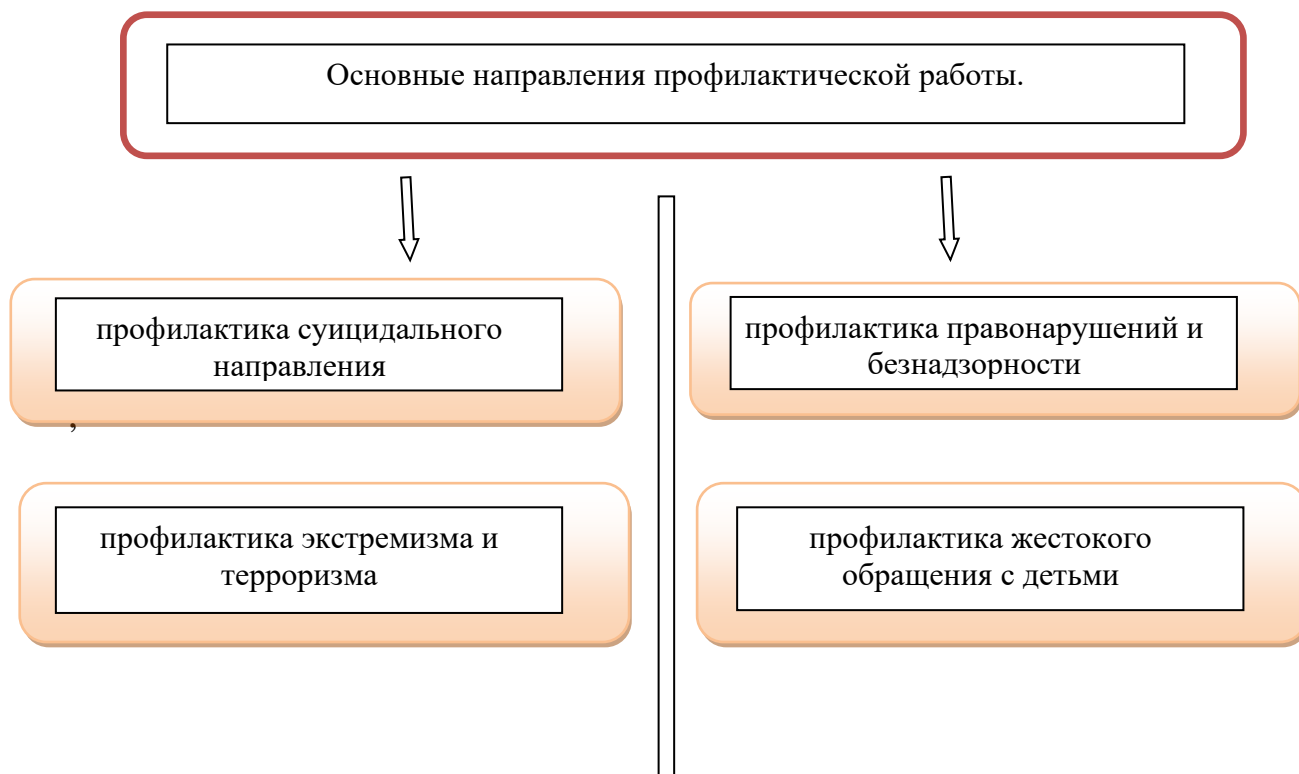 Основные направления профилактической работы.
профилактика суицидального
направления
,
профилактика правонарушений и
безнадзорности
профилактика экстремизма и
терроризма
профилактика жестокого
обращения с детьми